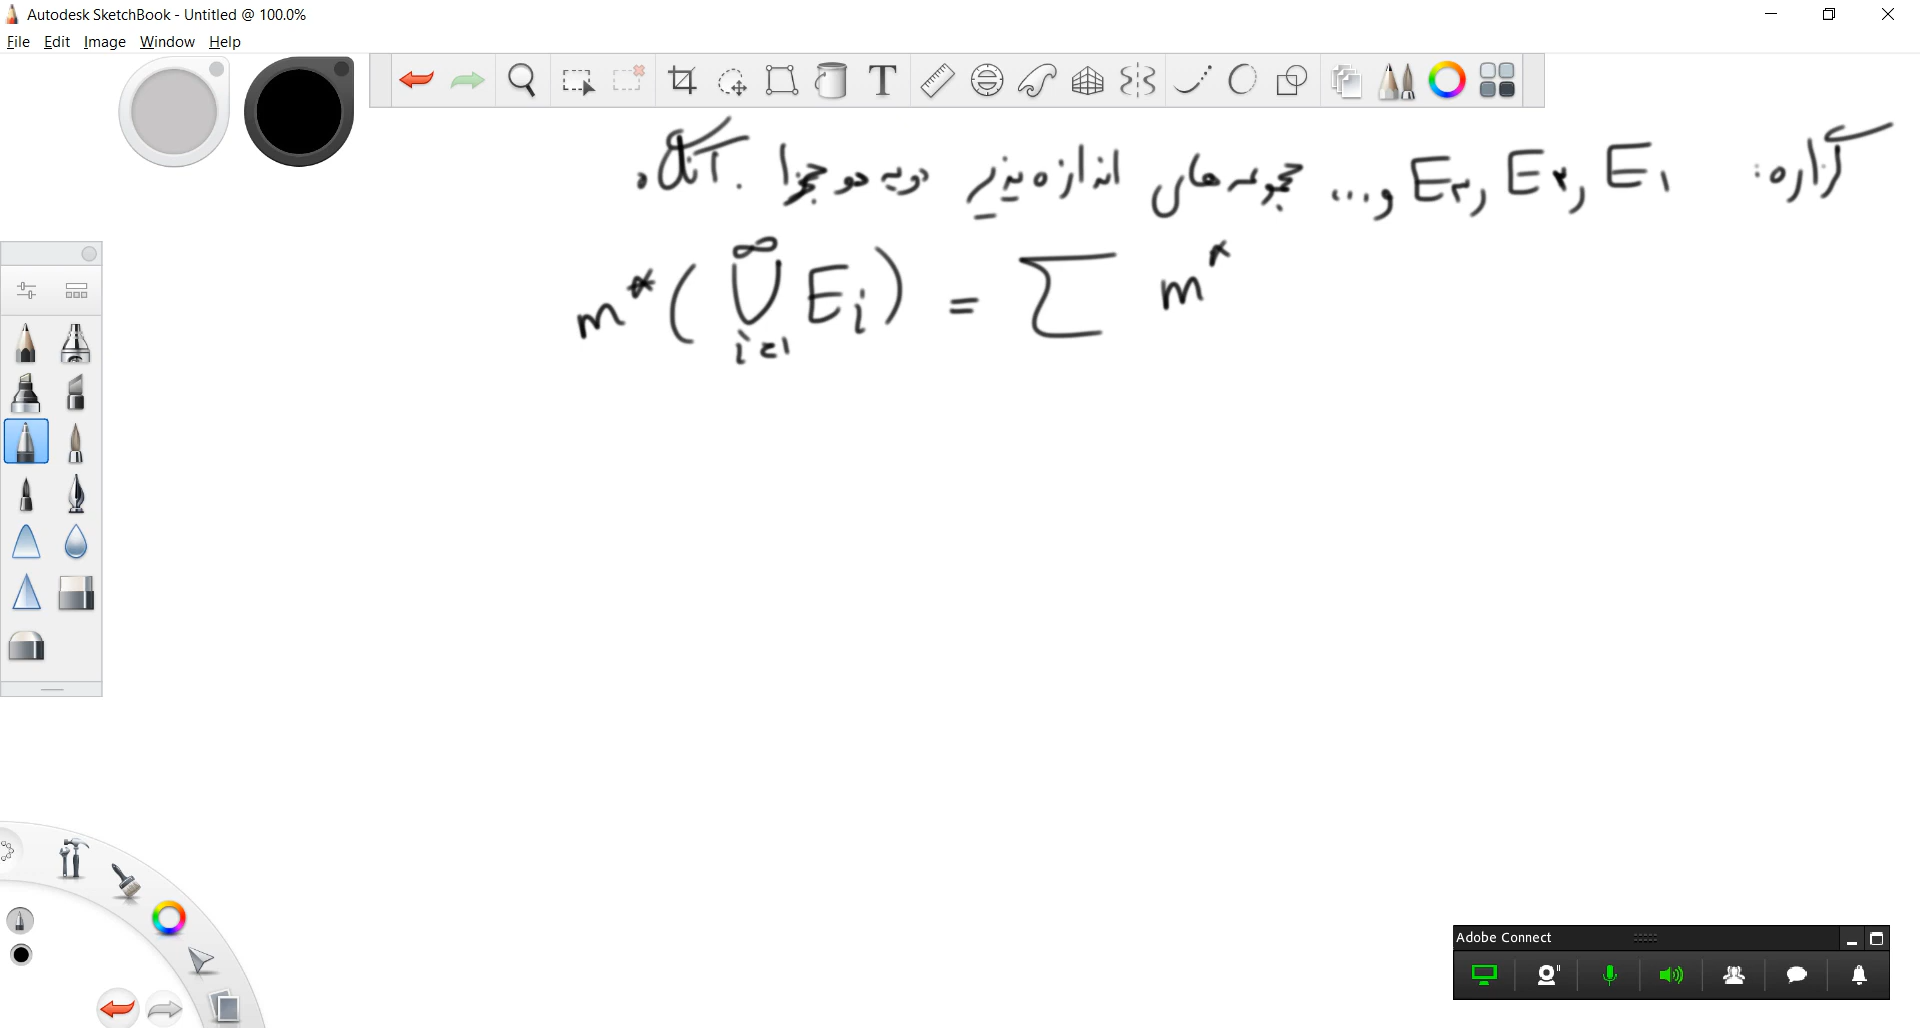 Autodesk SketchBook - Untitled @ 100.0%
File Edit Image Window Help
T
گزاره: E۱, E۲, E۳, و... مجموعه‌های اندازه‌پذیر دوبه‌دو مجزا. آنگاه
m*(∪_{i=1}^{∞} E_i) = Σ m*
Adobe Connect